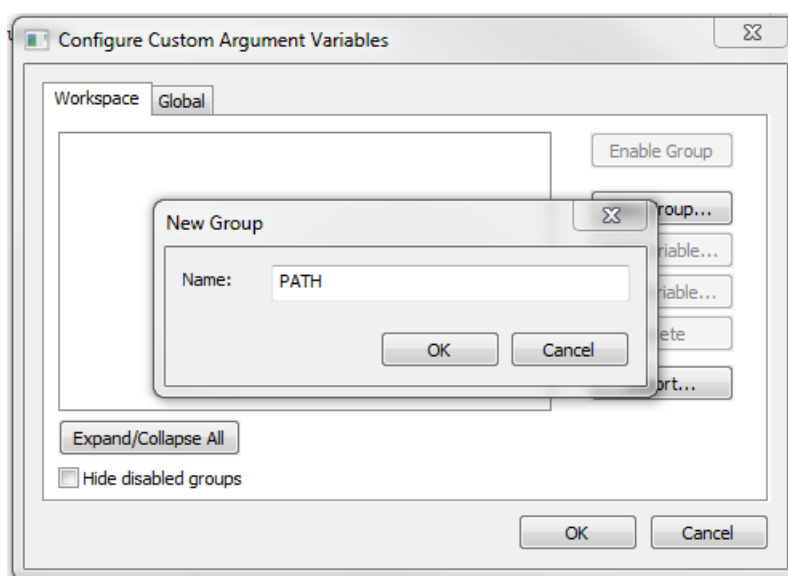 Configure Custom Argument Variables
Workspace
Global
Enable Group
New Group
Name:
PATH
OK
Cancel
Expand/Collapse All
Hide disabled groups
OK
Cancel